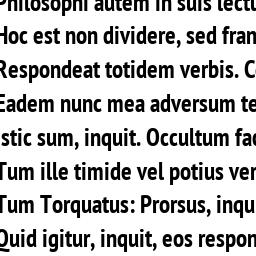 Philosophi autem in suis lectu
Hoc est non dividere, sed fran
Respondeat totidem verbis. C
Eadem nunc mea adversum te
stic sum, inquit. Occultum fac
Tum ille timide vel potius ver
Tum Torquatus: Prorsus, inqu
Quid igitur, inquit, eos respon